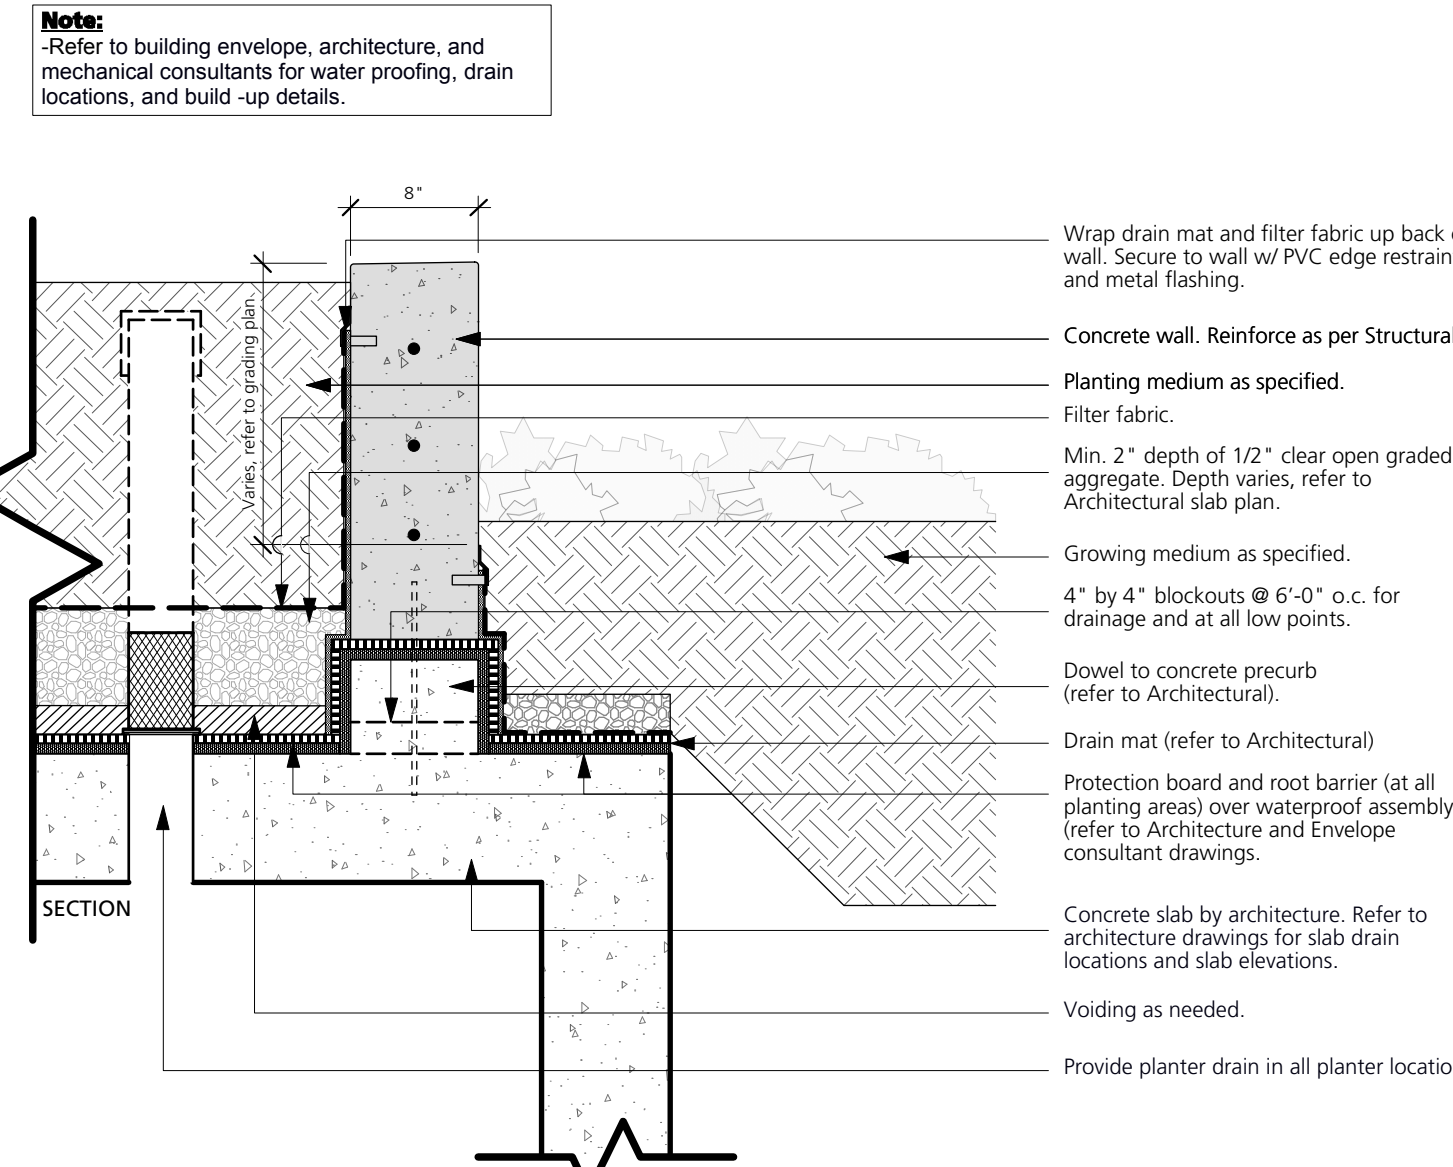 Note:
-Refer to building envelope, architecture, and
mechanical consultants for water proofing, drain
locations, and build -up details.
8"
Varies, refer to grading plan.
Wrap drain mat and filter fabric up back
wall. Secure to wall w/ PVC edge restrain
and metal flashing.
Concrete wall. Reinforce as per Structural
Planting medium as specified.
Filter fabric.
Min. 2" depth of 1/2" clear open graded
aggregate. Depth varies, refer to
Architectural slab plan.
Growing medium as specified.
4" by 4" blockouts @ 6'-0" o.c. for
drainage and at all low points.
Dowel to concrete precurb
(refer to Architectural).
Drain mat (refer to Architectural)
Protection board and root barrier (at all
planting areas) over waterproof assembly
(refer to Architecture and Envelope
consultant drawings.
Concrete slab by architecture. Refer to
architecture drawings for slab drain
locations and slab elevations.
Voiding as needed.
Provide planter drain in all planter locatio
SECTION